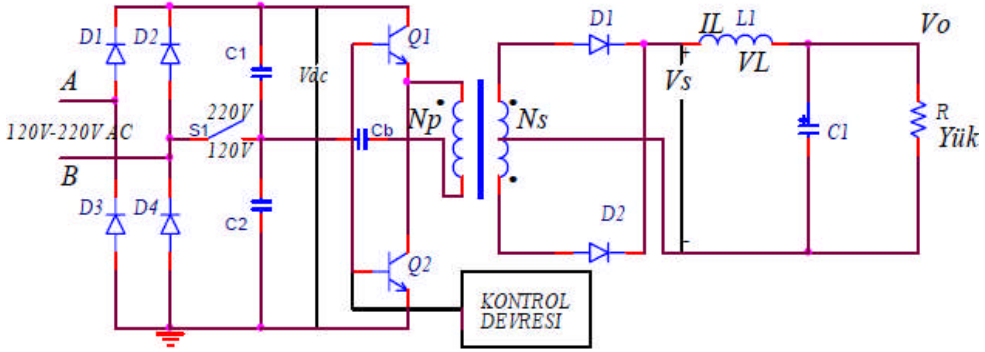 D1
D2
A
120V-220V AC
B
D3
D4
S1
220V
120V
C1
C2
Vdc
Cb
Q1
Q2
Np
Ns
KONTROL
DEVRESI
D1
D2
Vs
+
-
IL
L1
VL
C1
Vo
R
Yük